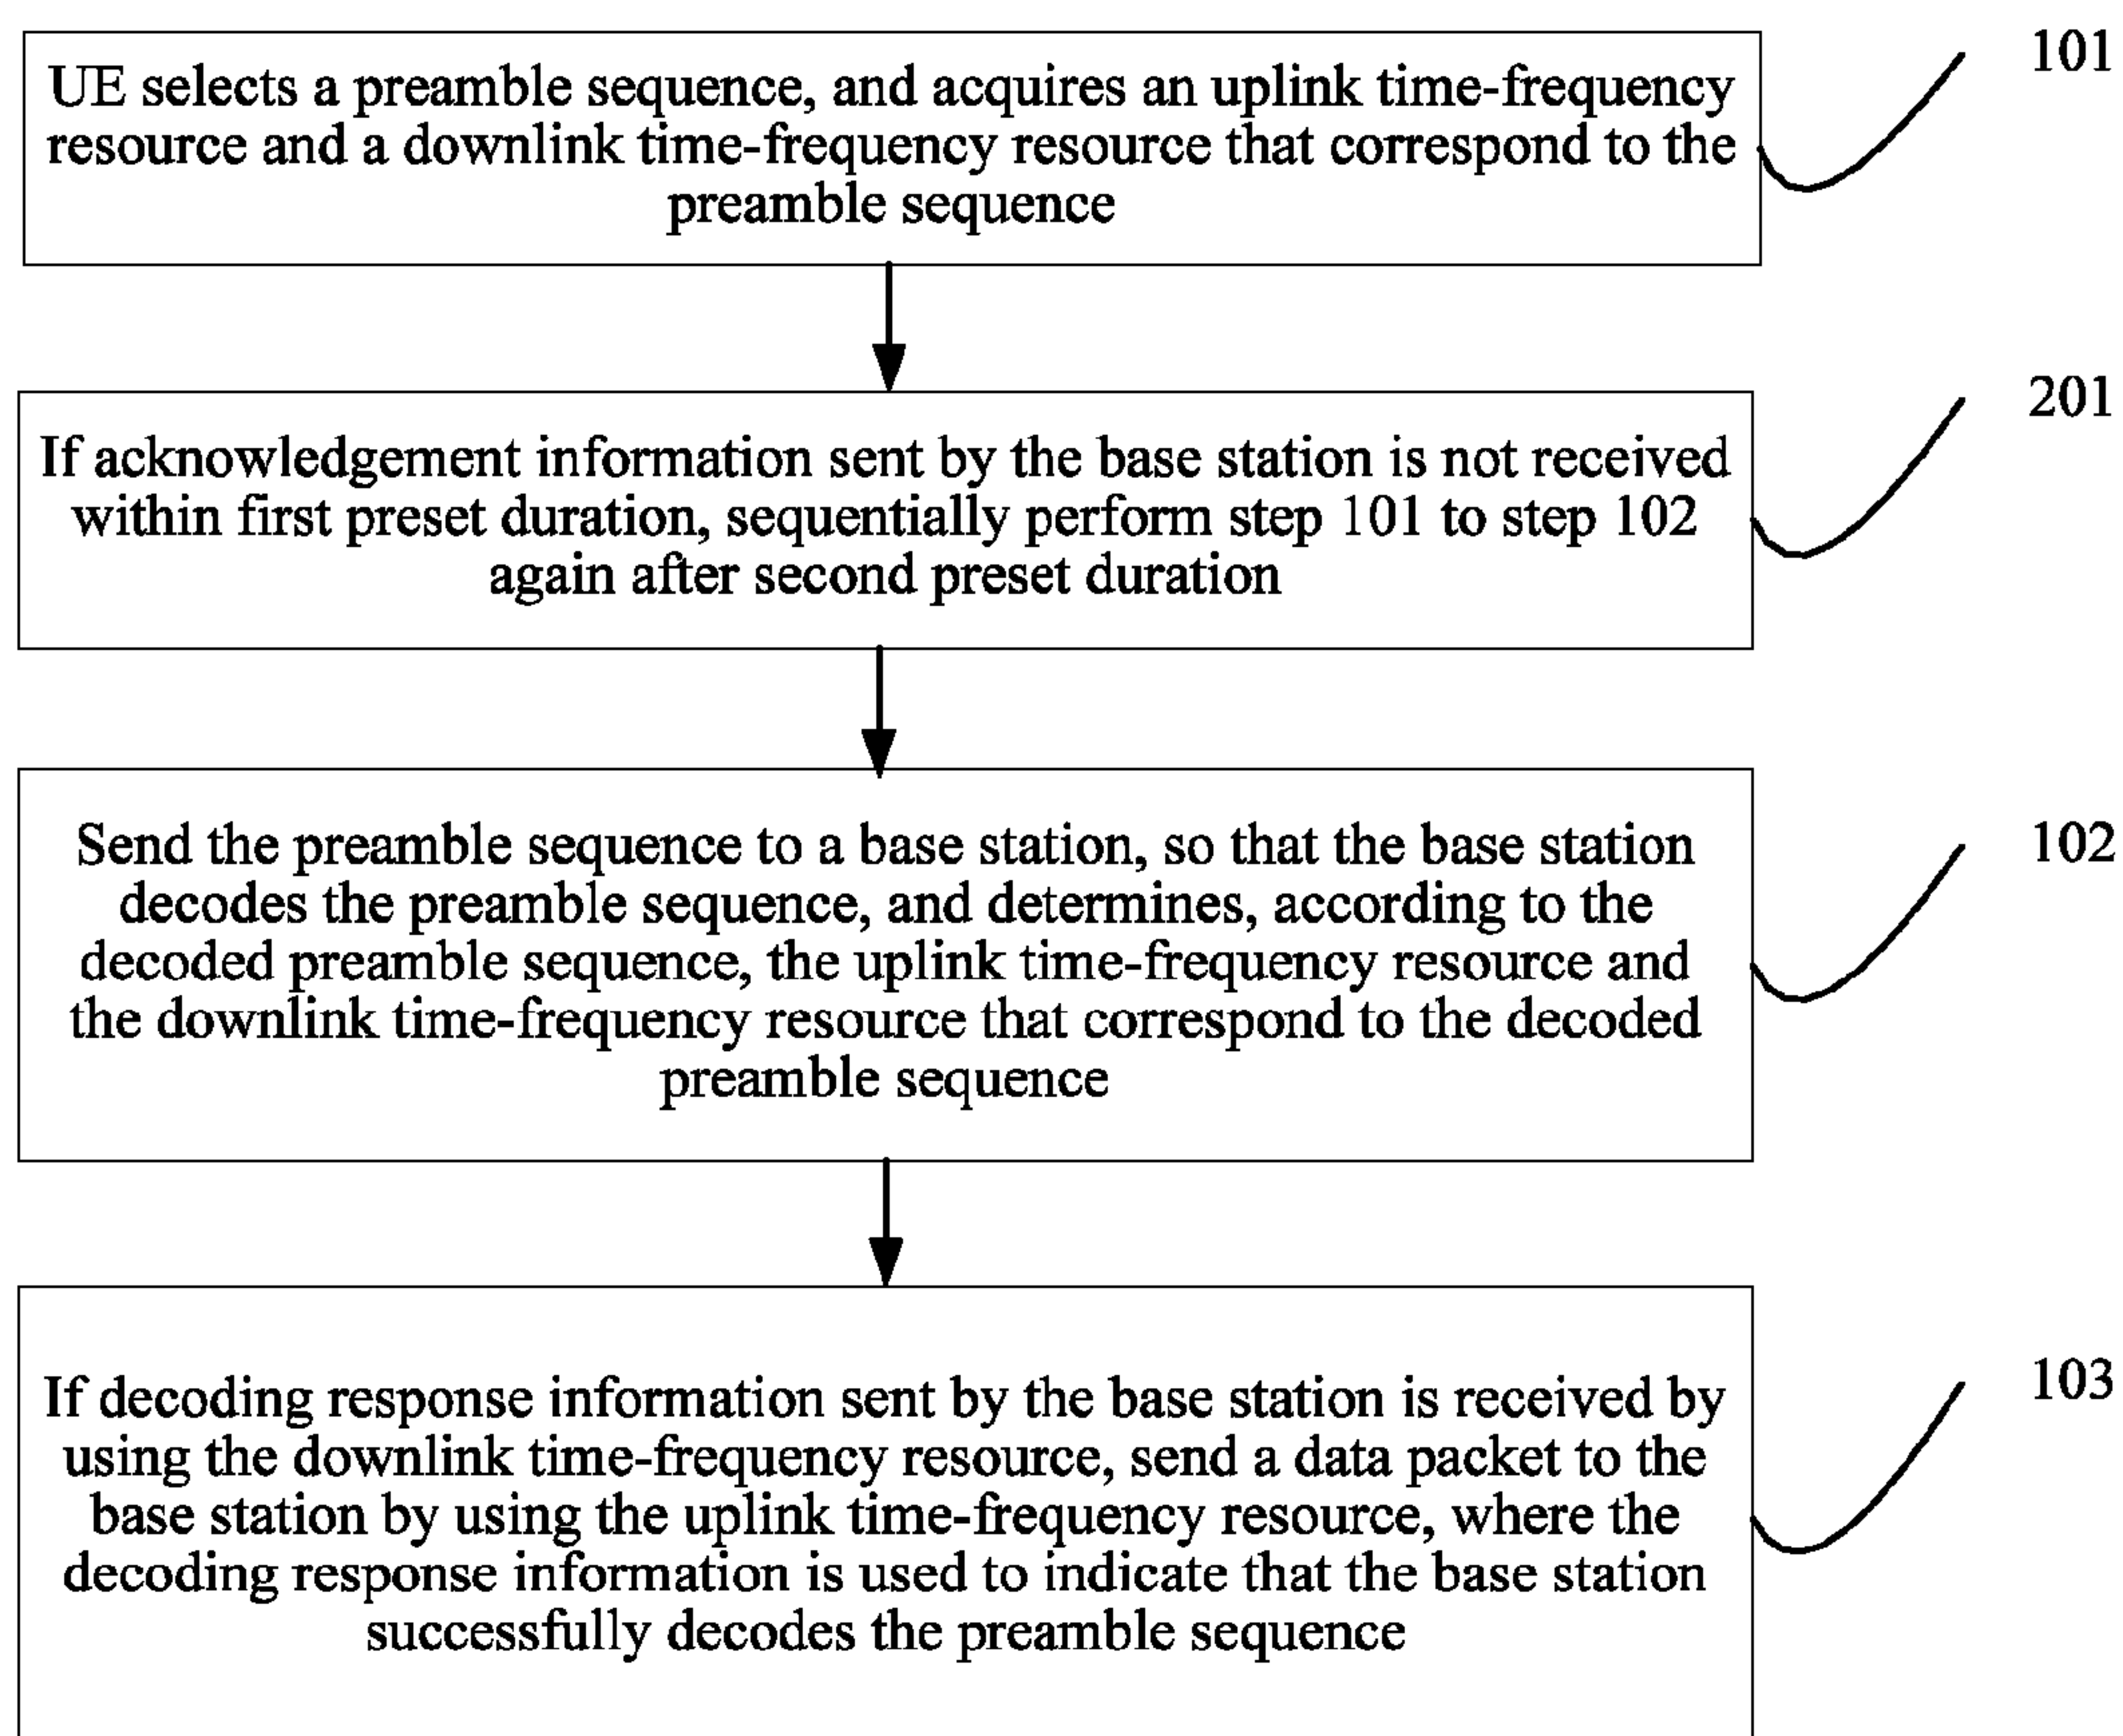 UE selects a preamble sequence, and acquires an uplink time-frequency
resource and a downlink time-frequency resource that correspond to the
preamble sequence
101
If acknowledgement information sent by the base station is not received
within first preset duration, sequentially perform step 101 to step 102
again after second preset duration
201
Send the preamble sequence to a base station, so that the base station
decodes the preamble sequence, and determines, according to the
decoded preamble sequence, the uplink time-frequency resource and
the downlink time-frequency resource that correspond to the decoded
preamble sequence
102
If decoding response information sent by the base station is received by
using the downlink time-frequency resource, send a data packet to the
base station by using the uplink time-frequency resource, where the
decoding response information is used to indicate that the base station
successfully decodes the preamble sequence
103